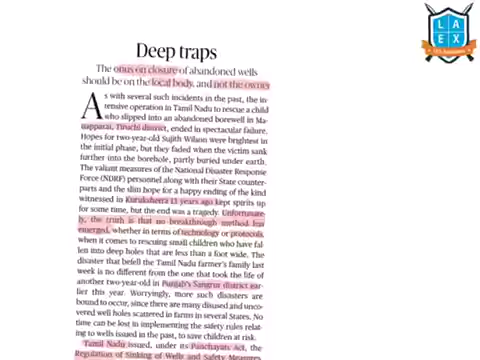 LA
EX
Deep traps
The onus on closure of abandoned wells
should be on the local body, and not the owner
As with several such incidents in the past, the in-
tensive operation in Tamil Nadu to rescue a child
who slipped into an abandoned borewell in Ma-
napparai, Tiruchi district, ended in spectacular failure.
Hopes for two-year-old Sujith Wilson were brightest in
the initial phase, but they faded when the victim sank
further into the borehole, partly buried under earth.
The valiant measures of the National Disaster Response
Force (NDRF) personnel along with their State counter-
parts and the slim hope for a happy ending of the kind
witnessed in Kurukshetra 13 years ago kept spirits up
for some time, but the end was a tragedy. Unfortunate-
ly, the truth is that no breakthrough method has
emerged, whether in terms of technology or protocols,
when it comes to rescuing small children who have fal-
len into deep holes that are less than a foot wide. The
disaster that befell the Tamil Nadu farmer's family last
week is no different from the one that took the life of
another two-year-old in Punjab's Sangrur district ear-
lier this year. Worryingly, more such disasters are
bound to occur, since there are many disused and unco-
vered well holes scattered in farms in several States. No
time can be lost in implementing the safety rules relat-
ing to wells issued in the past, to save children at risk.
Tamil Nadu issued, under its Panchayats Act, the
Regulation of Sinking of Wells and Safety Measures